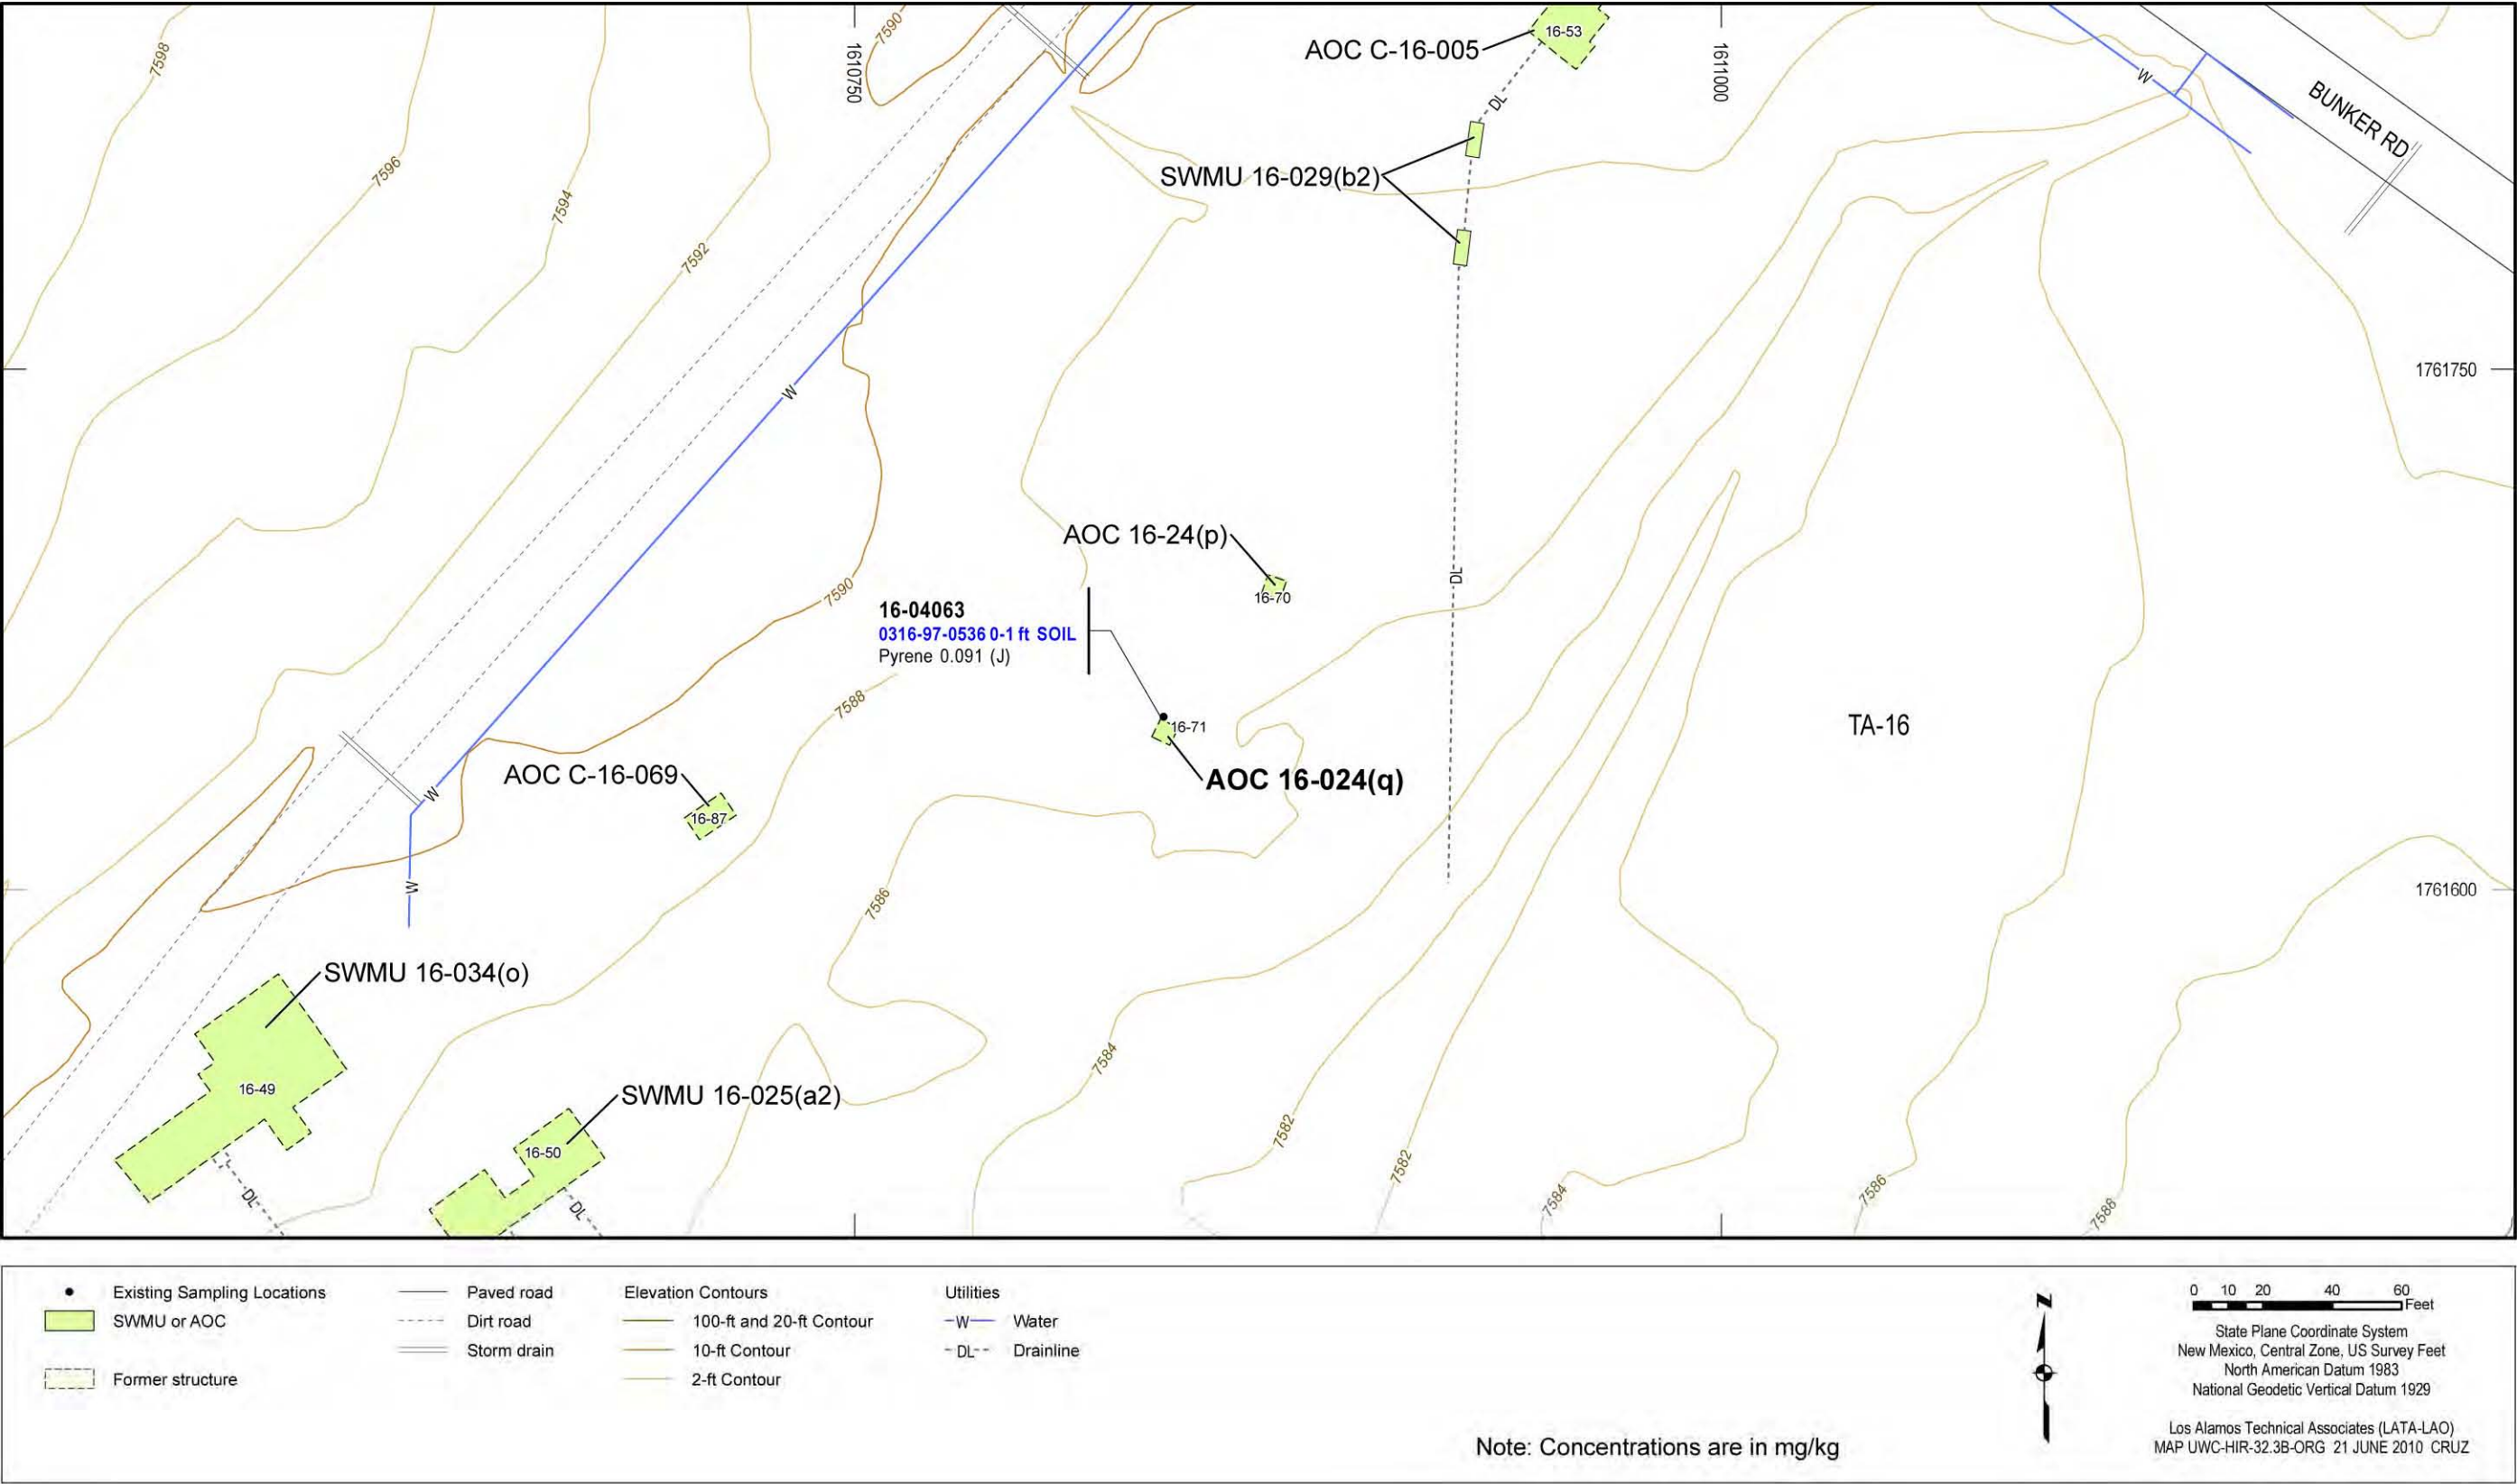 7598
7590
1610750
AOC C-16-005
16-53
1611000
W
BUNKER RD
DL
7596
SWMU 16-029(b2)
7594
7592
1761750
W
AOC 16-24(p)
DL
7590
16-70
16-04063
0316-97-0536 0-1 ft SOIL
Pyrene 0.091 (J)
7588
16-71
TA-16
AOC C-16-069
AOC 16-024(q)
W
16-87
W
7586
1761600
SWMU 16-034(o)
7584
16-49
SWMU 16-025(a2)
7582
16-50
7582
DL
DL
7584
7586
7588
Existing Sampling Locations
SWMU or AOC
Former structure
Paved road
Dirt road
Storm drain
Elevation Contours
100-ft and 20-ft Contour
10-ft Contour
2-ft Contour
Utilities
W Water
DL Drainline
N
0 10 20 40 60
Feet
State Plane Coordinate System
New Mexico, Central Zone, US Survey Feet
North American Datum 1983
National Geodetic Vertical Datum 1929
Los Alamos Technical Associates (LATA-LAO)
MAP UWC-HIR-32.3B-ORG 21 JUNE 2010 CRUZ
Note: Concentrations are in mg/kg